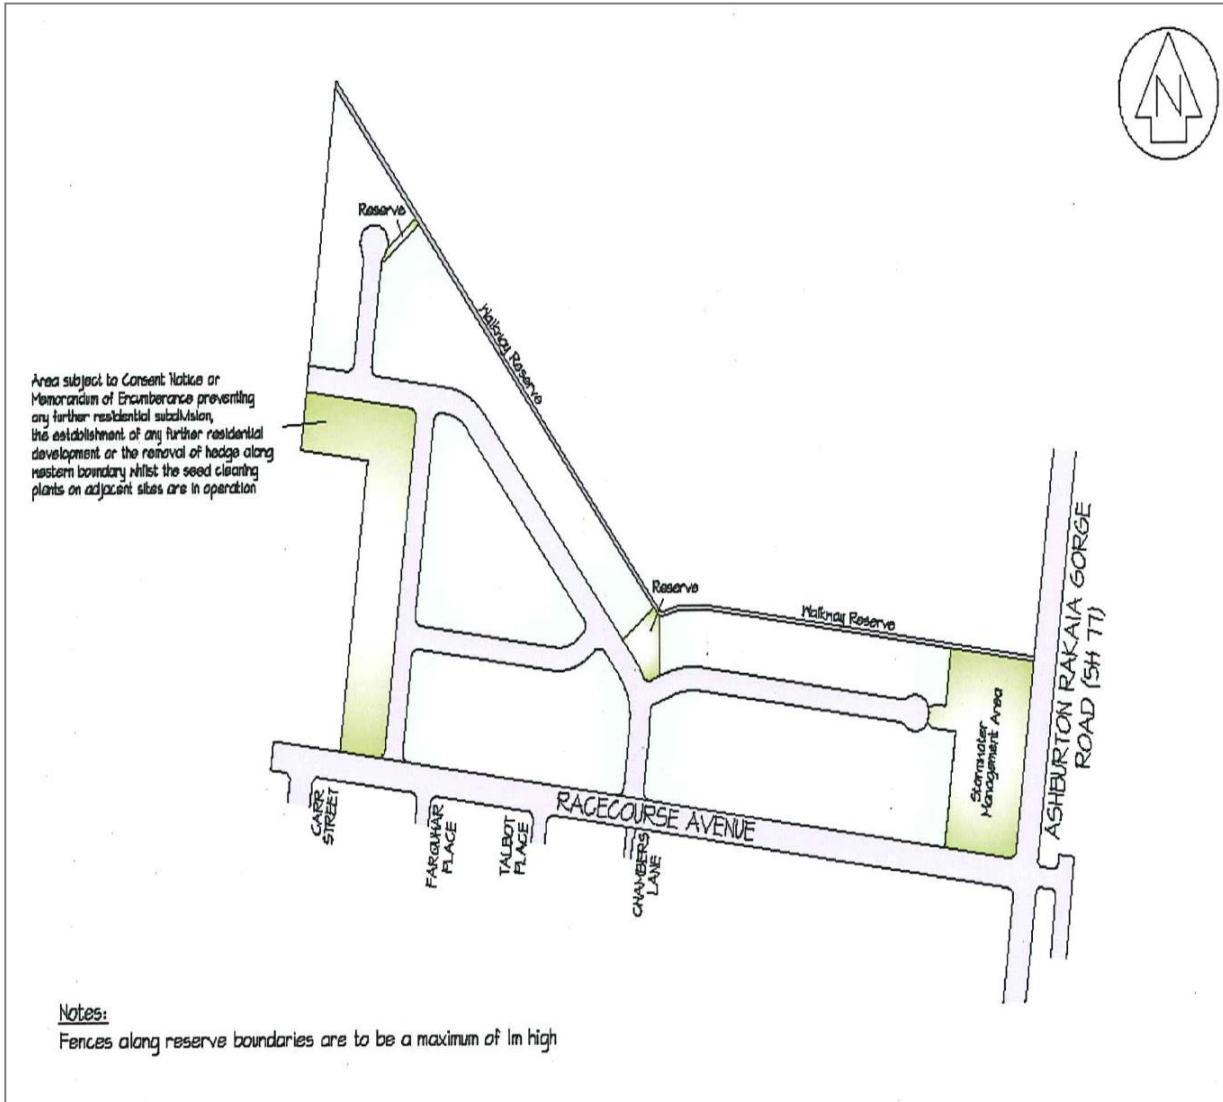 N
Reserve
Walkway Reserve
Area subject to Consent Notice or
Memorandum of Encumberance preventing
any further residential subdivision,
the establishment of any further residential
development or the removal of hedge along
western boundary whilst the seed cleaning
plants on adjacent sites are in operation
Reserve
Walkway Reserve
ASHBURTON RAKAIA GORGE
ROAD (SH 77)
Stormwater
Management Area
RACECOURSE AVENUE
CARR
STREET
FARQUHAR
PLACE
TALBOT
PLACE
CHAMBERS
LANE
Notes:
Fences along reserve boundaries are to be a maximum of 1m high